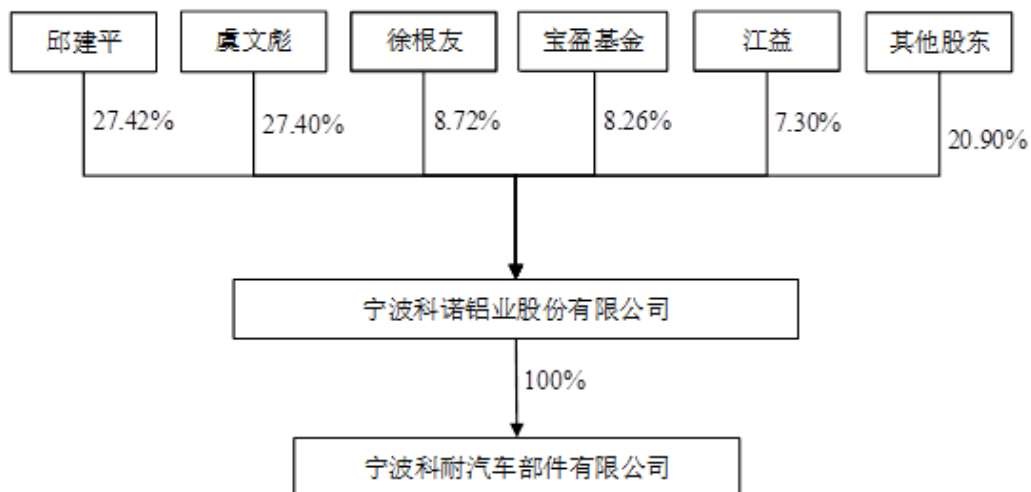 邱建平
虞文彪
徐根友
宝盈基金
江益
其他股东
27.42%
27.40%
8.72%
8.26%
7.30%
20.90%
宁波科诺铝业股份有限公司
100%
宁波科耐汽车部件有限公司